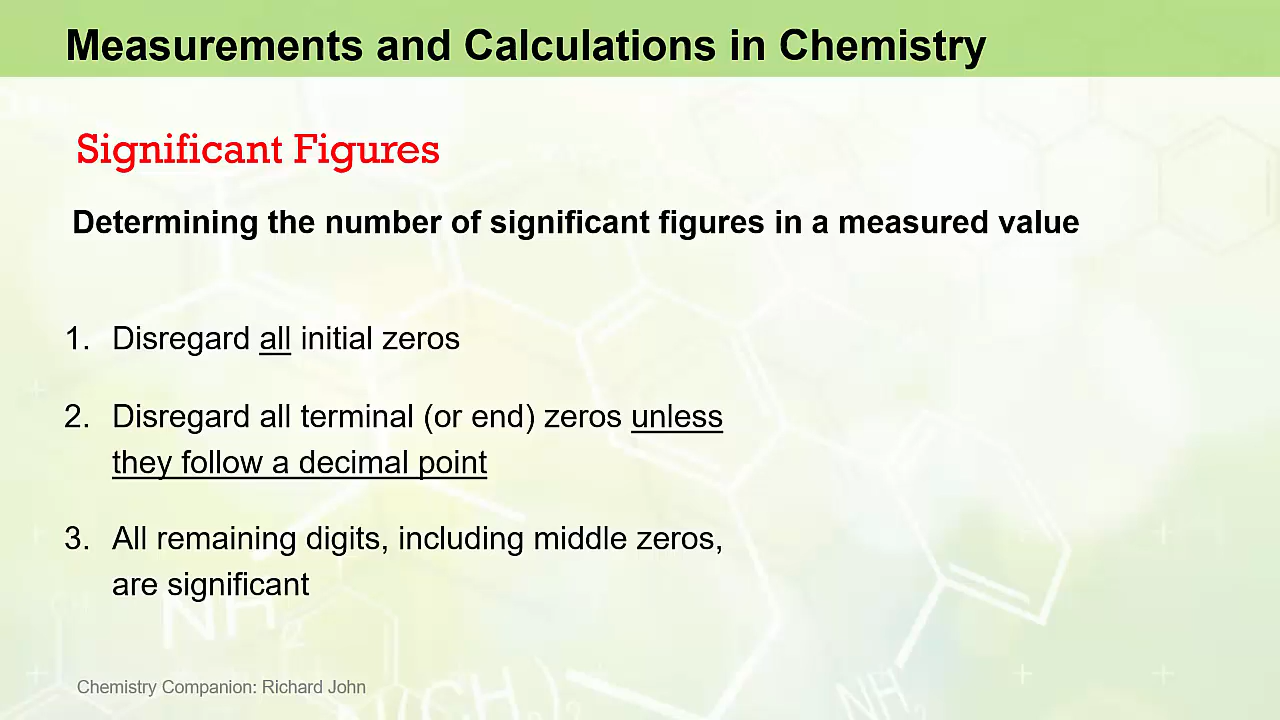 Measurements and Calculations in Chemistry
Significant Figures
Determining the number of significant figures in a measured value
1. Disregard all initial zeros
2. Disregard all terminal (or end) zeros unless
they follow a decimal point
3. All remaining digits, including middle zeros,
are significant
NH2
Chemistry Companion: Richard John
NH